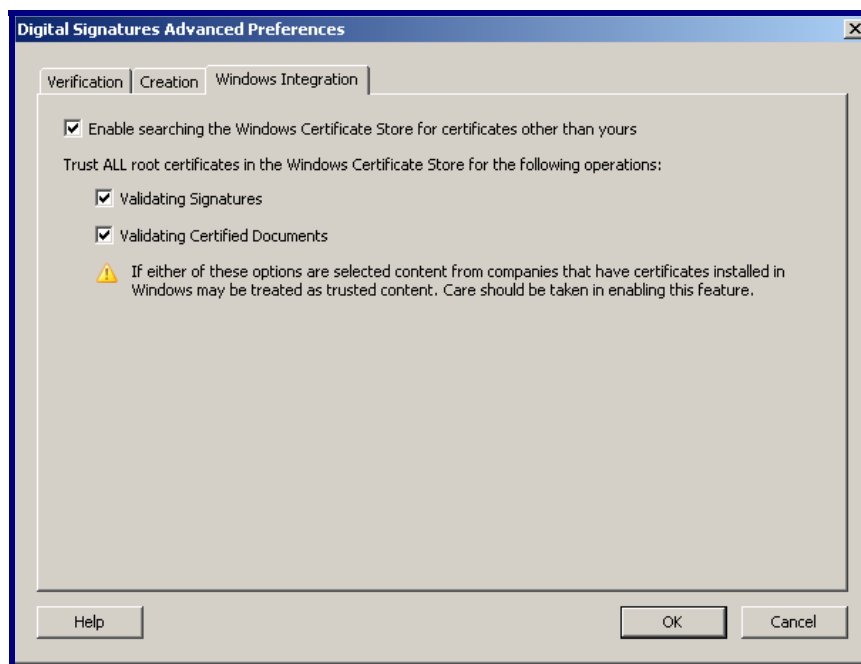 Digital Signatures Advanced Preferences
Verification Creation Windows Integration
Enable searching the Windows Certificate Store for certificates other than yours
Trust ALL root certificates in the Windows Certificate Store for the following operations:
Validating Signatures
Validating Certified Documents
If either of these options are selected content from companies that have certificates installed in
Windows may be treated as trusted content. Care should be taken in enabling this feature.
Help OK Cancel